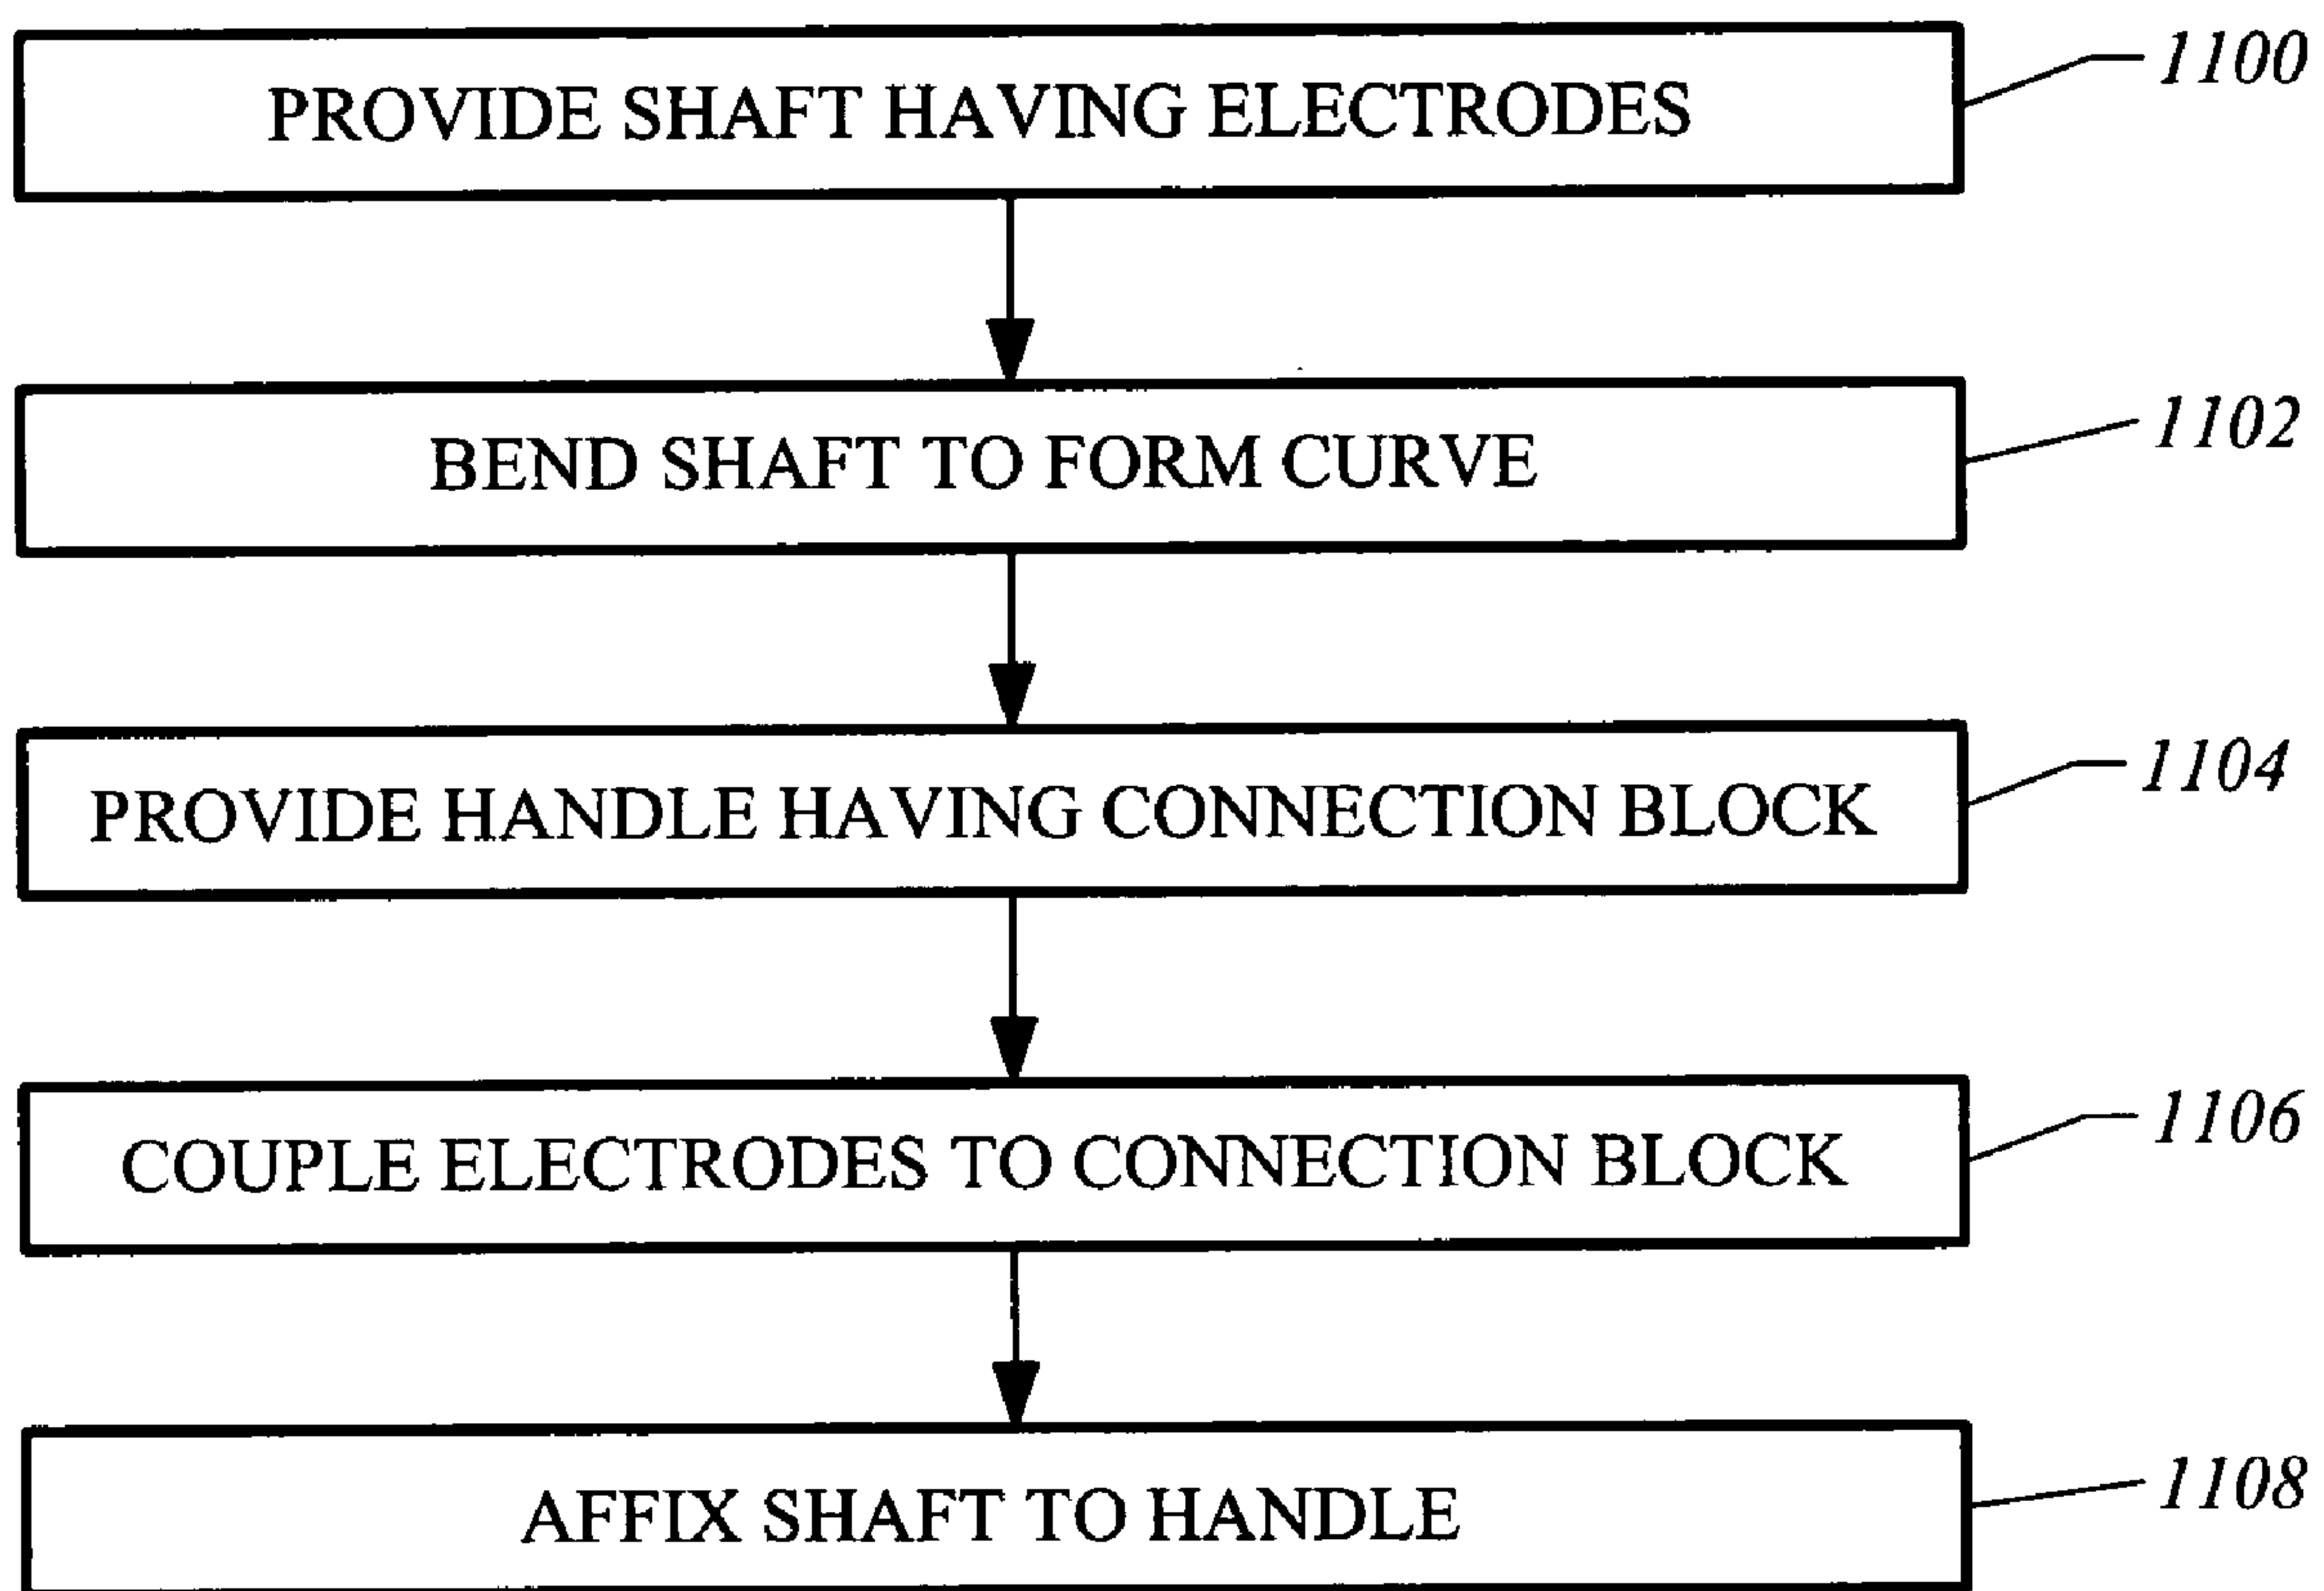 PROVIDE SHAFT HAVING ELECTRODES
1100
BEND SHAFT TO FORM CURVE
1102
PROVIDE HANDLE HAVING CONNECTION BLOCK
1104
COUPLE ELECTRODES TO CONNECTION BLOCK
1106
AFFIX SHAFT TO HANDLE
1108